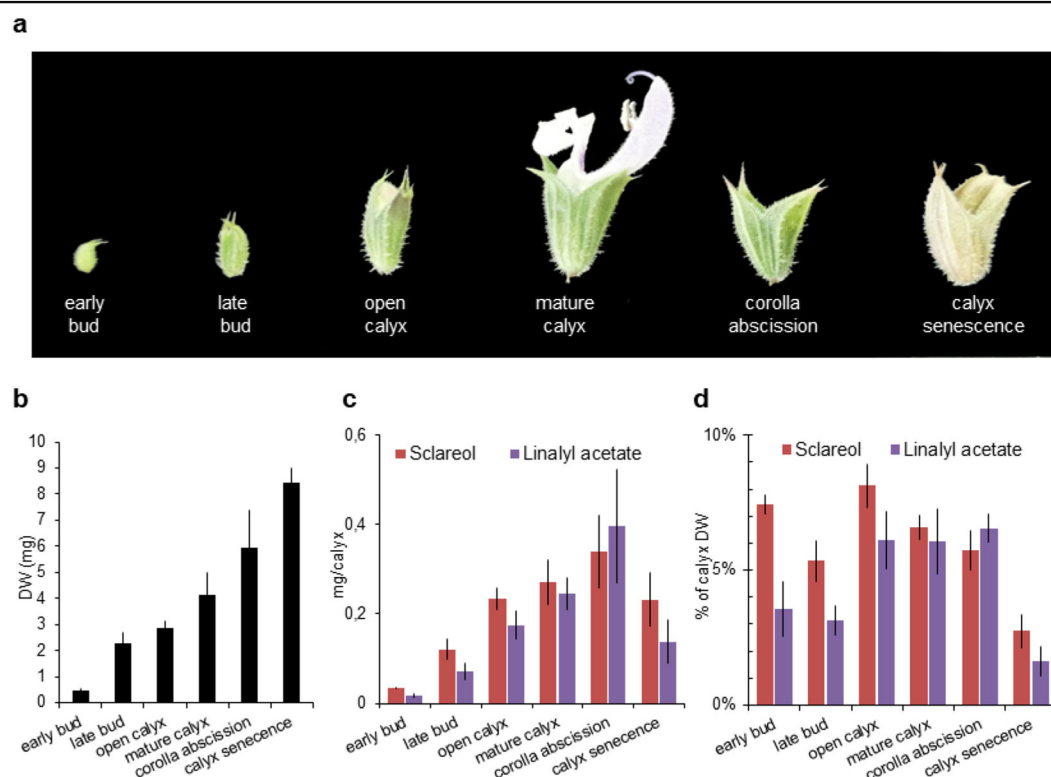 a
early
bud
late
bud
open
calyx
mature
calyx
corolla
abscission
calyx
senescence
b
DW (mg)
10
9
8
7
6
5
4
3
2
1
0
early bud
late bud
open calyx
mature calyx
corolla abscission
calyx senecence
c
Sclareol
Linalyl acetate
mg/calyx
0,6
0,4
0,2
0
early bud
late bud
open calyx
mature calyx
corolla abscission
calyx senecence
d
Sclareol
Linalyl acetate
% of calyx DW
10%
5%
0%
early bud
late bud
open calyx
mature calyx
corolla abscission
calyx senecence